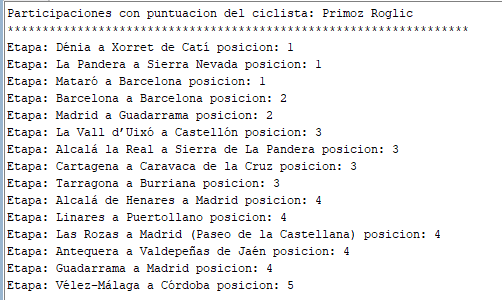 Participaciones con puntuacion del ciclista: Primoz Roglic
******************************************************************
Etapa: Dénia a Xorret de Catí posicion: 1
Etapa: La Pandera a Sierra Nevada posicion: 1
Etapa: Mataró a Barcelona posicion: 1
Etapa: Barcelona a Barcelona posicion: 2
Etapa: Madrid a Guadarrama posicion: 2
Etapa: La Vall d’Uixó a Castellón posicion: 3
Etapa: Alcalá la Real a Sierra de La Pandera posicion: 3
Etapa: Cartagena a Caravaca de la Cruz posicion: 3
Etapa: Tarragona a Burriana posicion: 3
Etapa: Alcalá de Henares a Madrid posicion: 4
Etapa: Linares a Puertollano posicion: 4
Etapa: Las Rozas a Madrid (Paseo de la Castellana) posicion: 4
Etapa: Antequera a Valdepeñas de Jaén posicion: 4
Etapa: Guadarrama a Madrid posicion: 4
Etapa: Vélez-Málaga a Córdoba posicion: 5